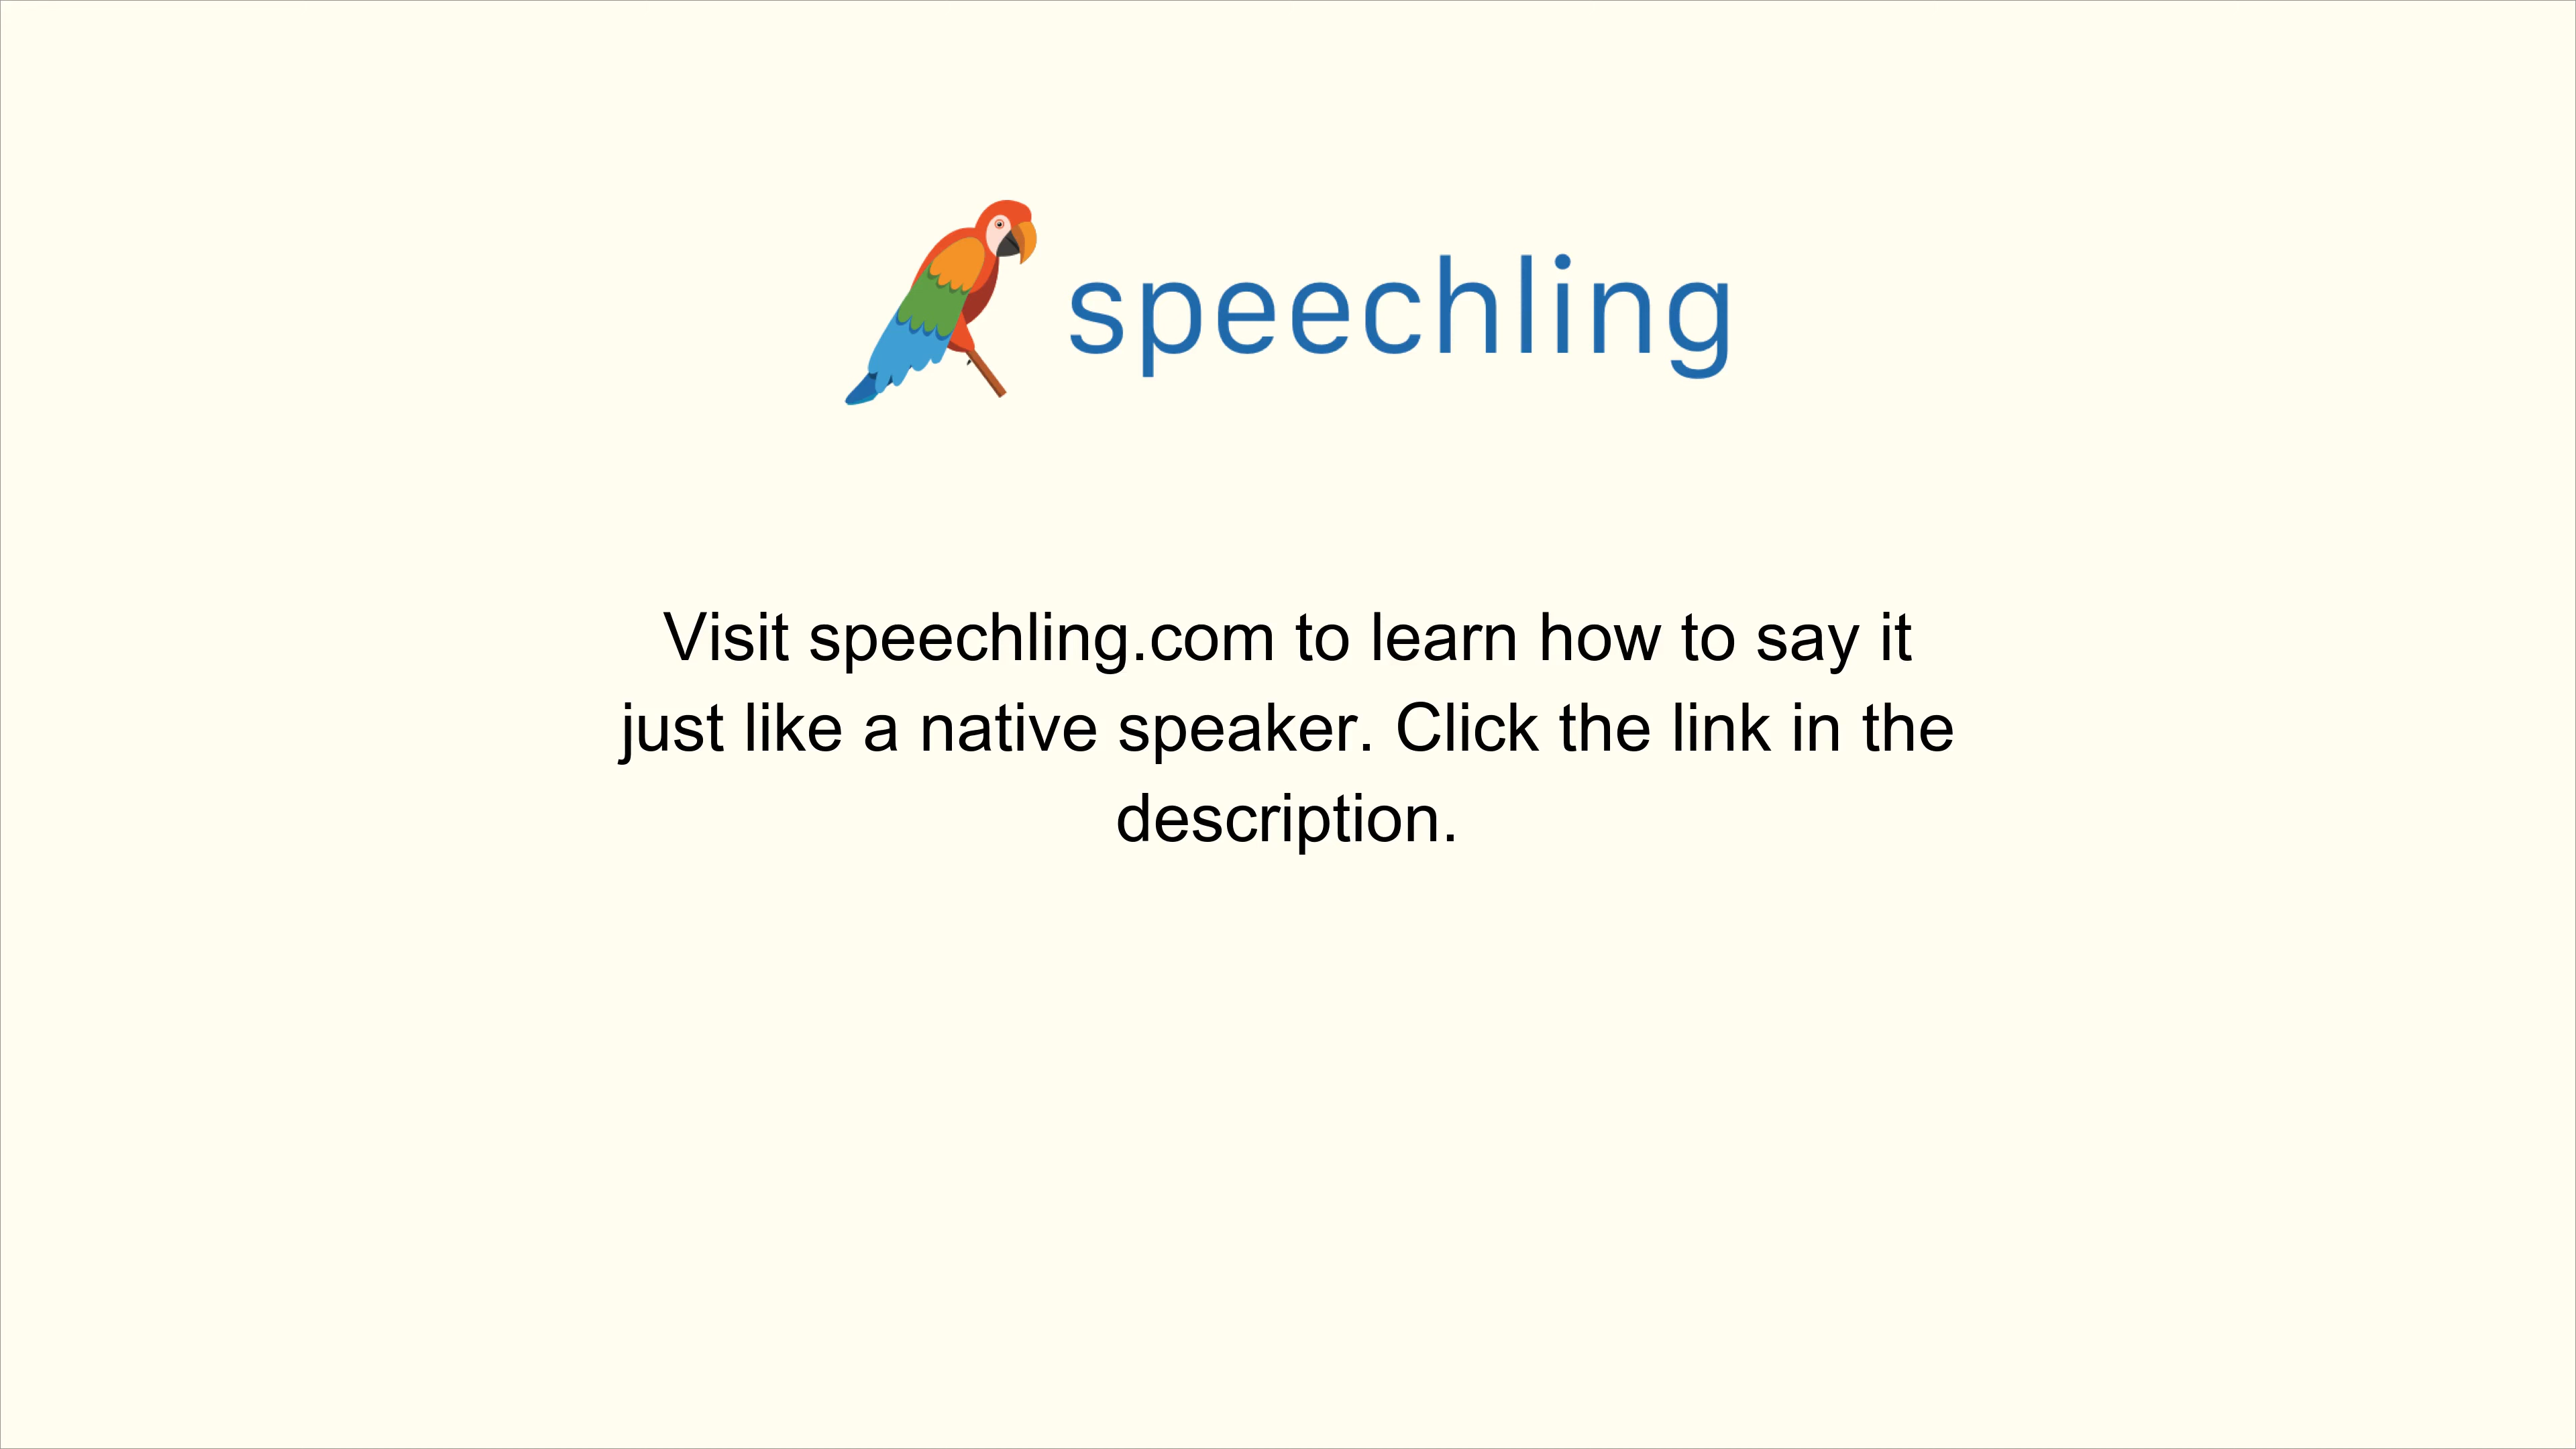 speechling
Visit speechling.com to learn how to say it
just like a native speaker. Click the link in the
description.